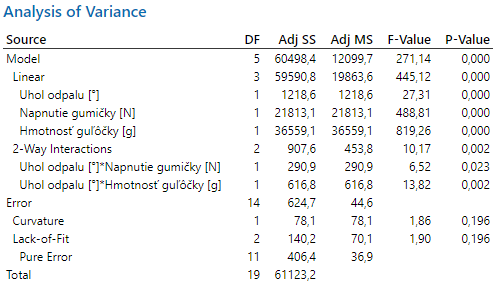 Analysis of Variance
Source DF Adj SS Adj MS F-Value P-Value
Model 5 60498,4 12099,7 271,14 0,000
Linear 3 59590,8 19863,6 445,12 0,000
Uhol odpalu [°] 1 1218,6 1218,6 27,31 0,000
Napnutie gumičky [N] 1 21813,1 21813,1 488,81 0,000
Hmotnosť guľôčky [g] 1 36559,1 36559,1 819,26 0,000
2-Way Interactions 2 907,6 453,8 10,17 0,002
Uhol odpalu [°]*Napnutie gumičky [N] 1 290,9 290,9 6,52 0,023
Uhol odpalu [°]*Hmotnosť guľôčky [g] 1 616,8 616,8 13,82 0,002
Error 14 624,7 44,6
Curvature 1 78,1 78,1 1,86 0,196
Lack-of-Fit 2 140,2 70,1 1,90 0,196
Pure Error 11 406,4 36,9
Total 19 61123,2